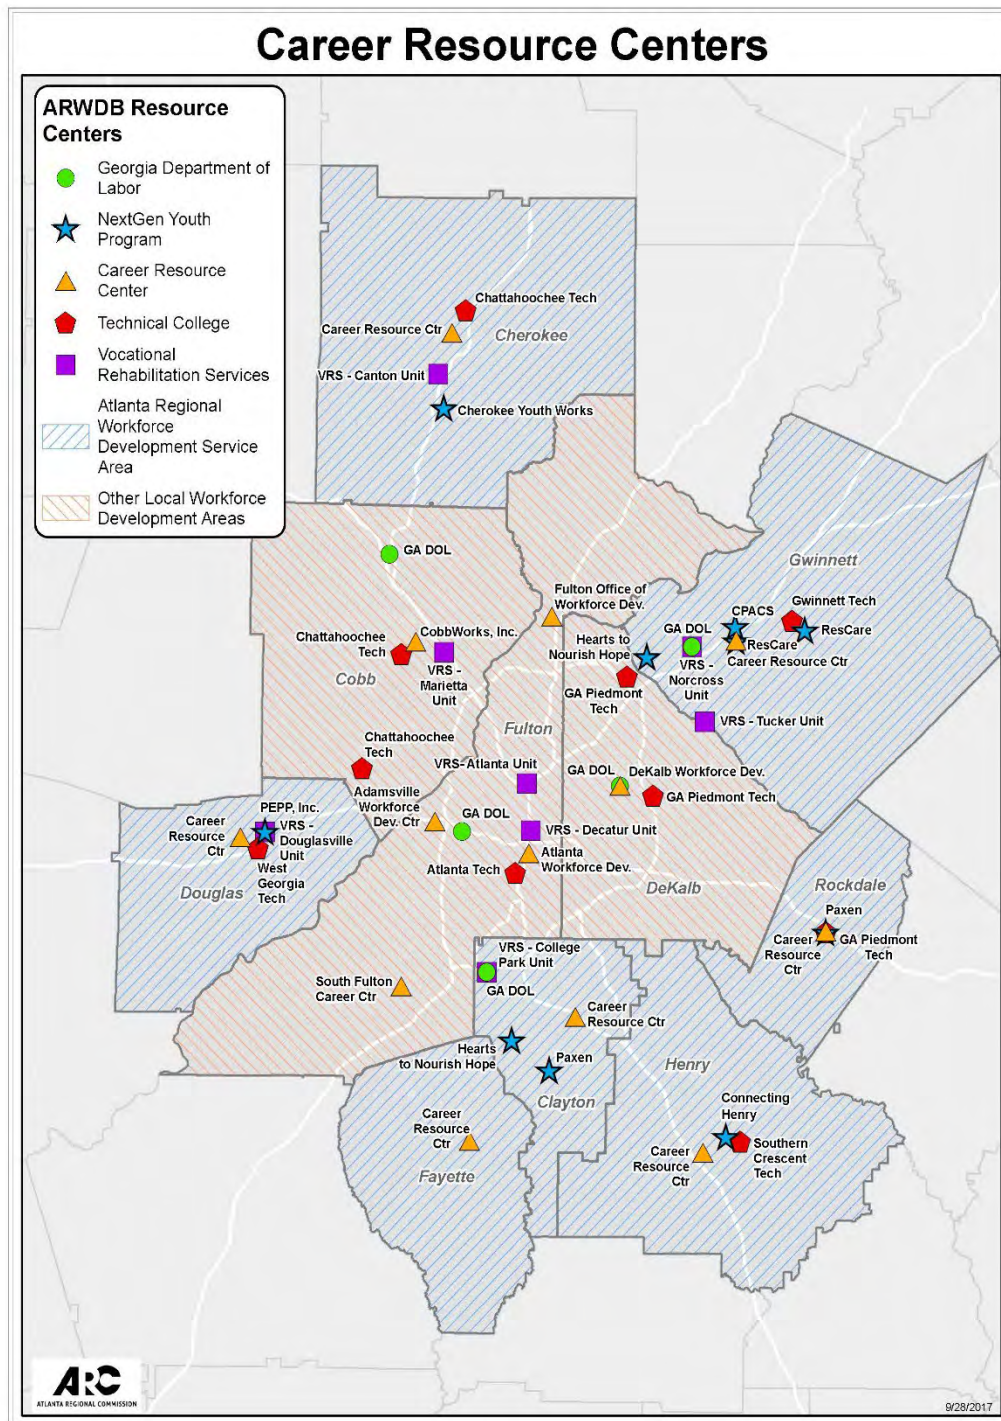 Career Resource Centers
ARWDB Resource
Centers
Georgia Department of
Labor
NextGen Youth
Program
Career Resource
Center
Technical College
Vocational
Rehabilitation Services
Atlanta Regional
Workforce
Development Service
Area
Other Local Workforce
Development Areas
Chattahoochee Tech
Career Resource Ctr
Cherokee
VRS - Canton Unit
Cherokee Youth Works
GA DOL
Gwinnett
Fulton Office of
Workforce Dev.
CPACS
Gwinnett Tech
ResCare
GA DOL
ResCare
Career Resource Ctr
Hearts to
Nourish Hope
VRS -
Norcross
Unit
CobbWorks, Inc.
Chattahoochee
Tech
VRS -
Marietta
Unit
Cobb
GA Piedmont
Tech
VRS - Tucker Unit
Fulton
Chattahoochee
Tech
VRS- Atlanta Unit
GA DOL
DeKalb Workforce Dev.
GA Piedmont Tech
Adamsville
Workforce
Dev. Ctr
GA DOL
VRS - Decatur Unit
PEPP, Inc.
VRS -
Douglasville
Unit
Career
Resource
Ctr
West
Georgia
Tech
Douglas
Atlanta
Workforce Dev.
Atlanta Tech
DeKalb
Rockdale
Paxen
Career
Resource
Ctr
GA Piedmont
Tech
VRS - College
Park Unit
GA DOL
South Fulton
Career Ctr
Career
Resource Ctr
Hearts
to Nourish Hope
Paxen
Clayton
Henry
Connecting
Henry
Career
Resource
Ctr
Southern
Crescent
Tech
Career
Resource
Ctr
Fayette
ARC
ATLANTA REGIONAL COMMISSION
9/28/2017